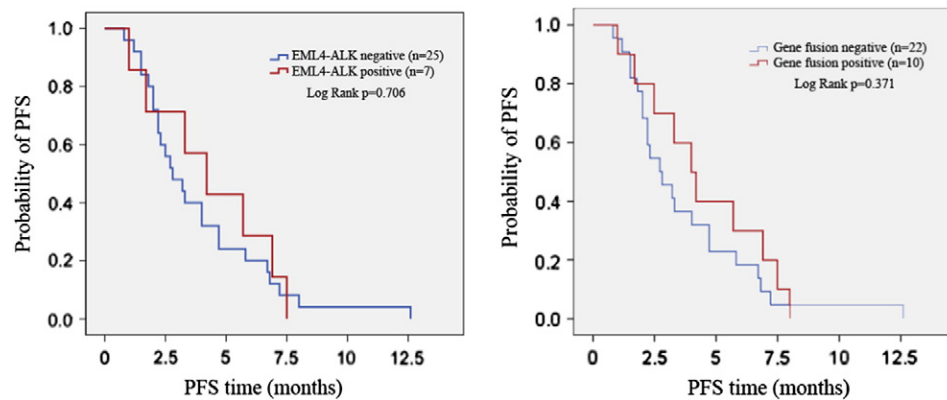 EML4-ALK negative (n=25)
EML4-ALK positive (n=7)
Log Rank p=0.706
Probability of PFS
1.0
0.8
0.6
0.4
0.2
0.0
0 2.5 5 7.5 10 12.5
PFS time (months)
Gene fusion negative (n=22)
Gene fusion positive (n=10)
Log Rank p=0.371
Probability of PFS
1.0
0.8
0.6
0.4
0.2
0.0
0 2.5 5 7.5 10 12.5
PFS time (months)